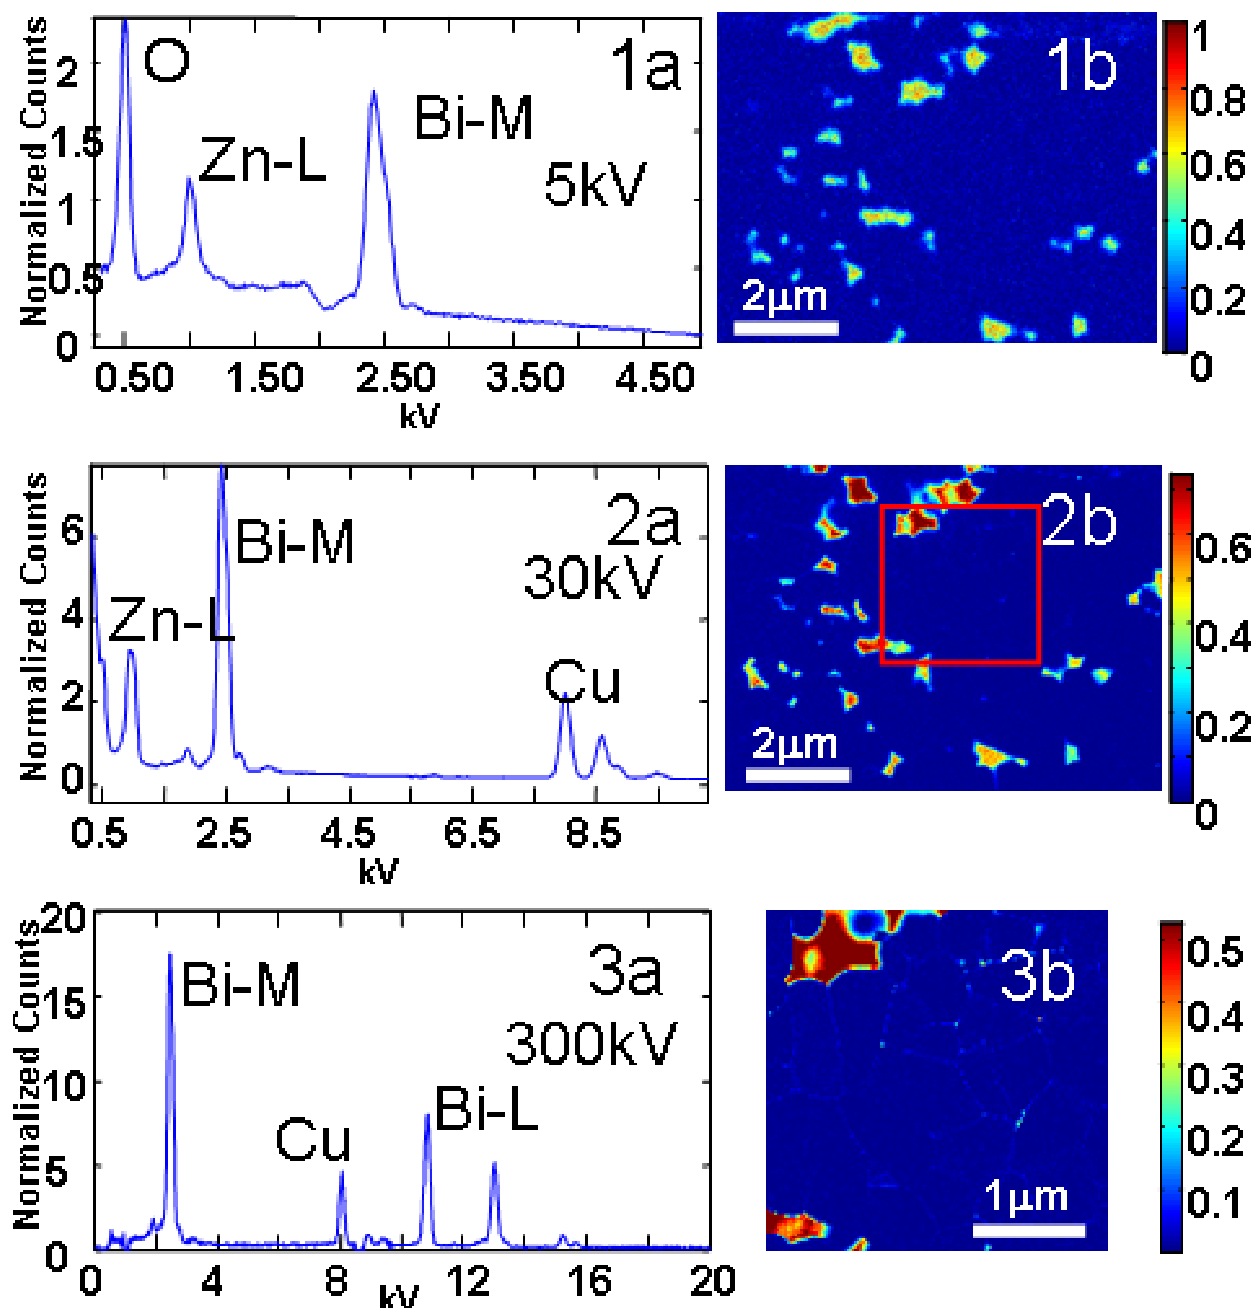 Normalized Counts
2
1.5
1
0.5
0
O
Zn-L
Bi-M
1a
5kV
0.50 1.50 2.50 3.50 4.50
kV
1b
2μm
1
0.8
0.6
0.4
0.2
0
Normalized Counts
6
4
2
0
Zn-L
Bi-M
2a
30kV
Cu
0.5 2.5 4.5 6.5 8.5
kV
2b
2μm
0.6
0.4
0.2
0
Normalized Counts
20
15
10
5
0
Bi-M
3a
300kV
Cu
Bi-L
0 4 8 12 16 20
kV
3b
1μm
0.5
0.4
0.3
0.2
0.1